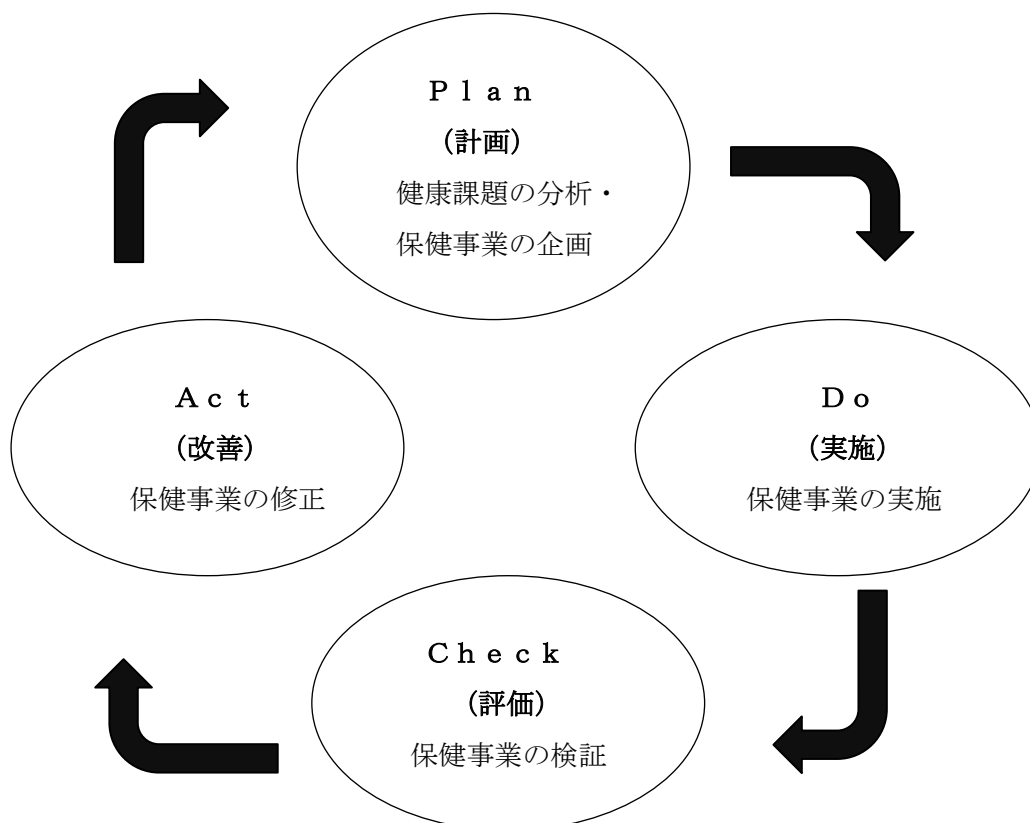 Ｐｌａｎ
(計画)
健康課題の分析・
保健事業の企画
Ａｃｔ
(改善)
保健事業の修正
Ｄｏ
(実施)
保健事業の実施
Ｃｈｅｃｋ
(評価)
保健事業の検証